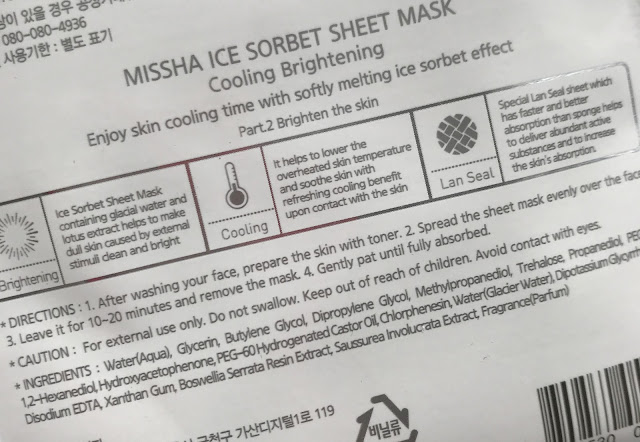 있을 경우
080-080-4936
사용기한 : 별도 표기
MISSHA ICE SORBET SHEET MASK
Cooling Brightening
Enjoy skin cooling time with softly melting ice sorbet effect
Part.2 Brighten the skin
Brightening
Ice Sorbet Sheet Mask
containing glacial water and
lotus extract helps to make
dull skin caused by external
stimuli clean and bright
Cooling
It helps to lower the
overheated skin temperature
and soothe skin with
refreshing cooling benefit
upon contact with the skin
Lan Seal
Special Lan Seal sheet which
has faster and better
absorption than sponge helps
to deliver abundant active
substances and to increase
the skin's absorption.
* DIRECTIONS : 1. After washing your face, prepare the skin with toner. 2. Spread the sheet mask evenly over the face.
3. Leave it for 10~20 minutes and remove the mask. 4. Gently pat until fully absorbed.
* CAUTION : For external use only. Do not swallow. Keep out of reach of children. Avoid contact with eyes.
* INGREDIENTS : Water(Aqua), Glycerin, Butylene Glycol, Dipropylene Glycol, Methylpropanediol, Trehalose, Propanediol,
1,2-Hexanediol, Hydroxyacetophenone, PEG-60 Hydrogenated Castor Oil, Chlorphenesin, Water(Glacier Water), Dipotassium
Disodium EDTA, Xanthan Gum, Boswellia Serrata Resin Extract, Saussurea Involucrata Extract, Fragrance(Parfum)
가산디지털1로 119
비닐류